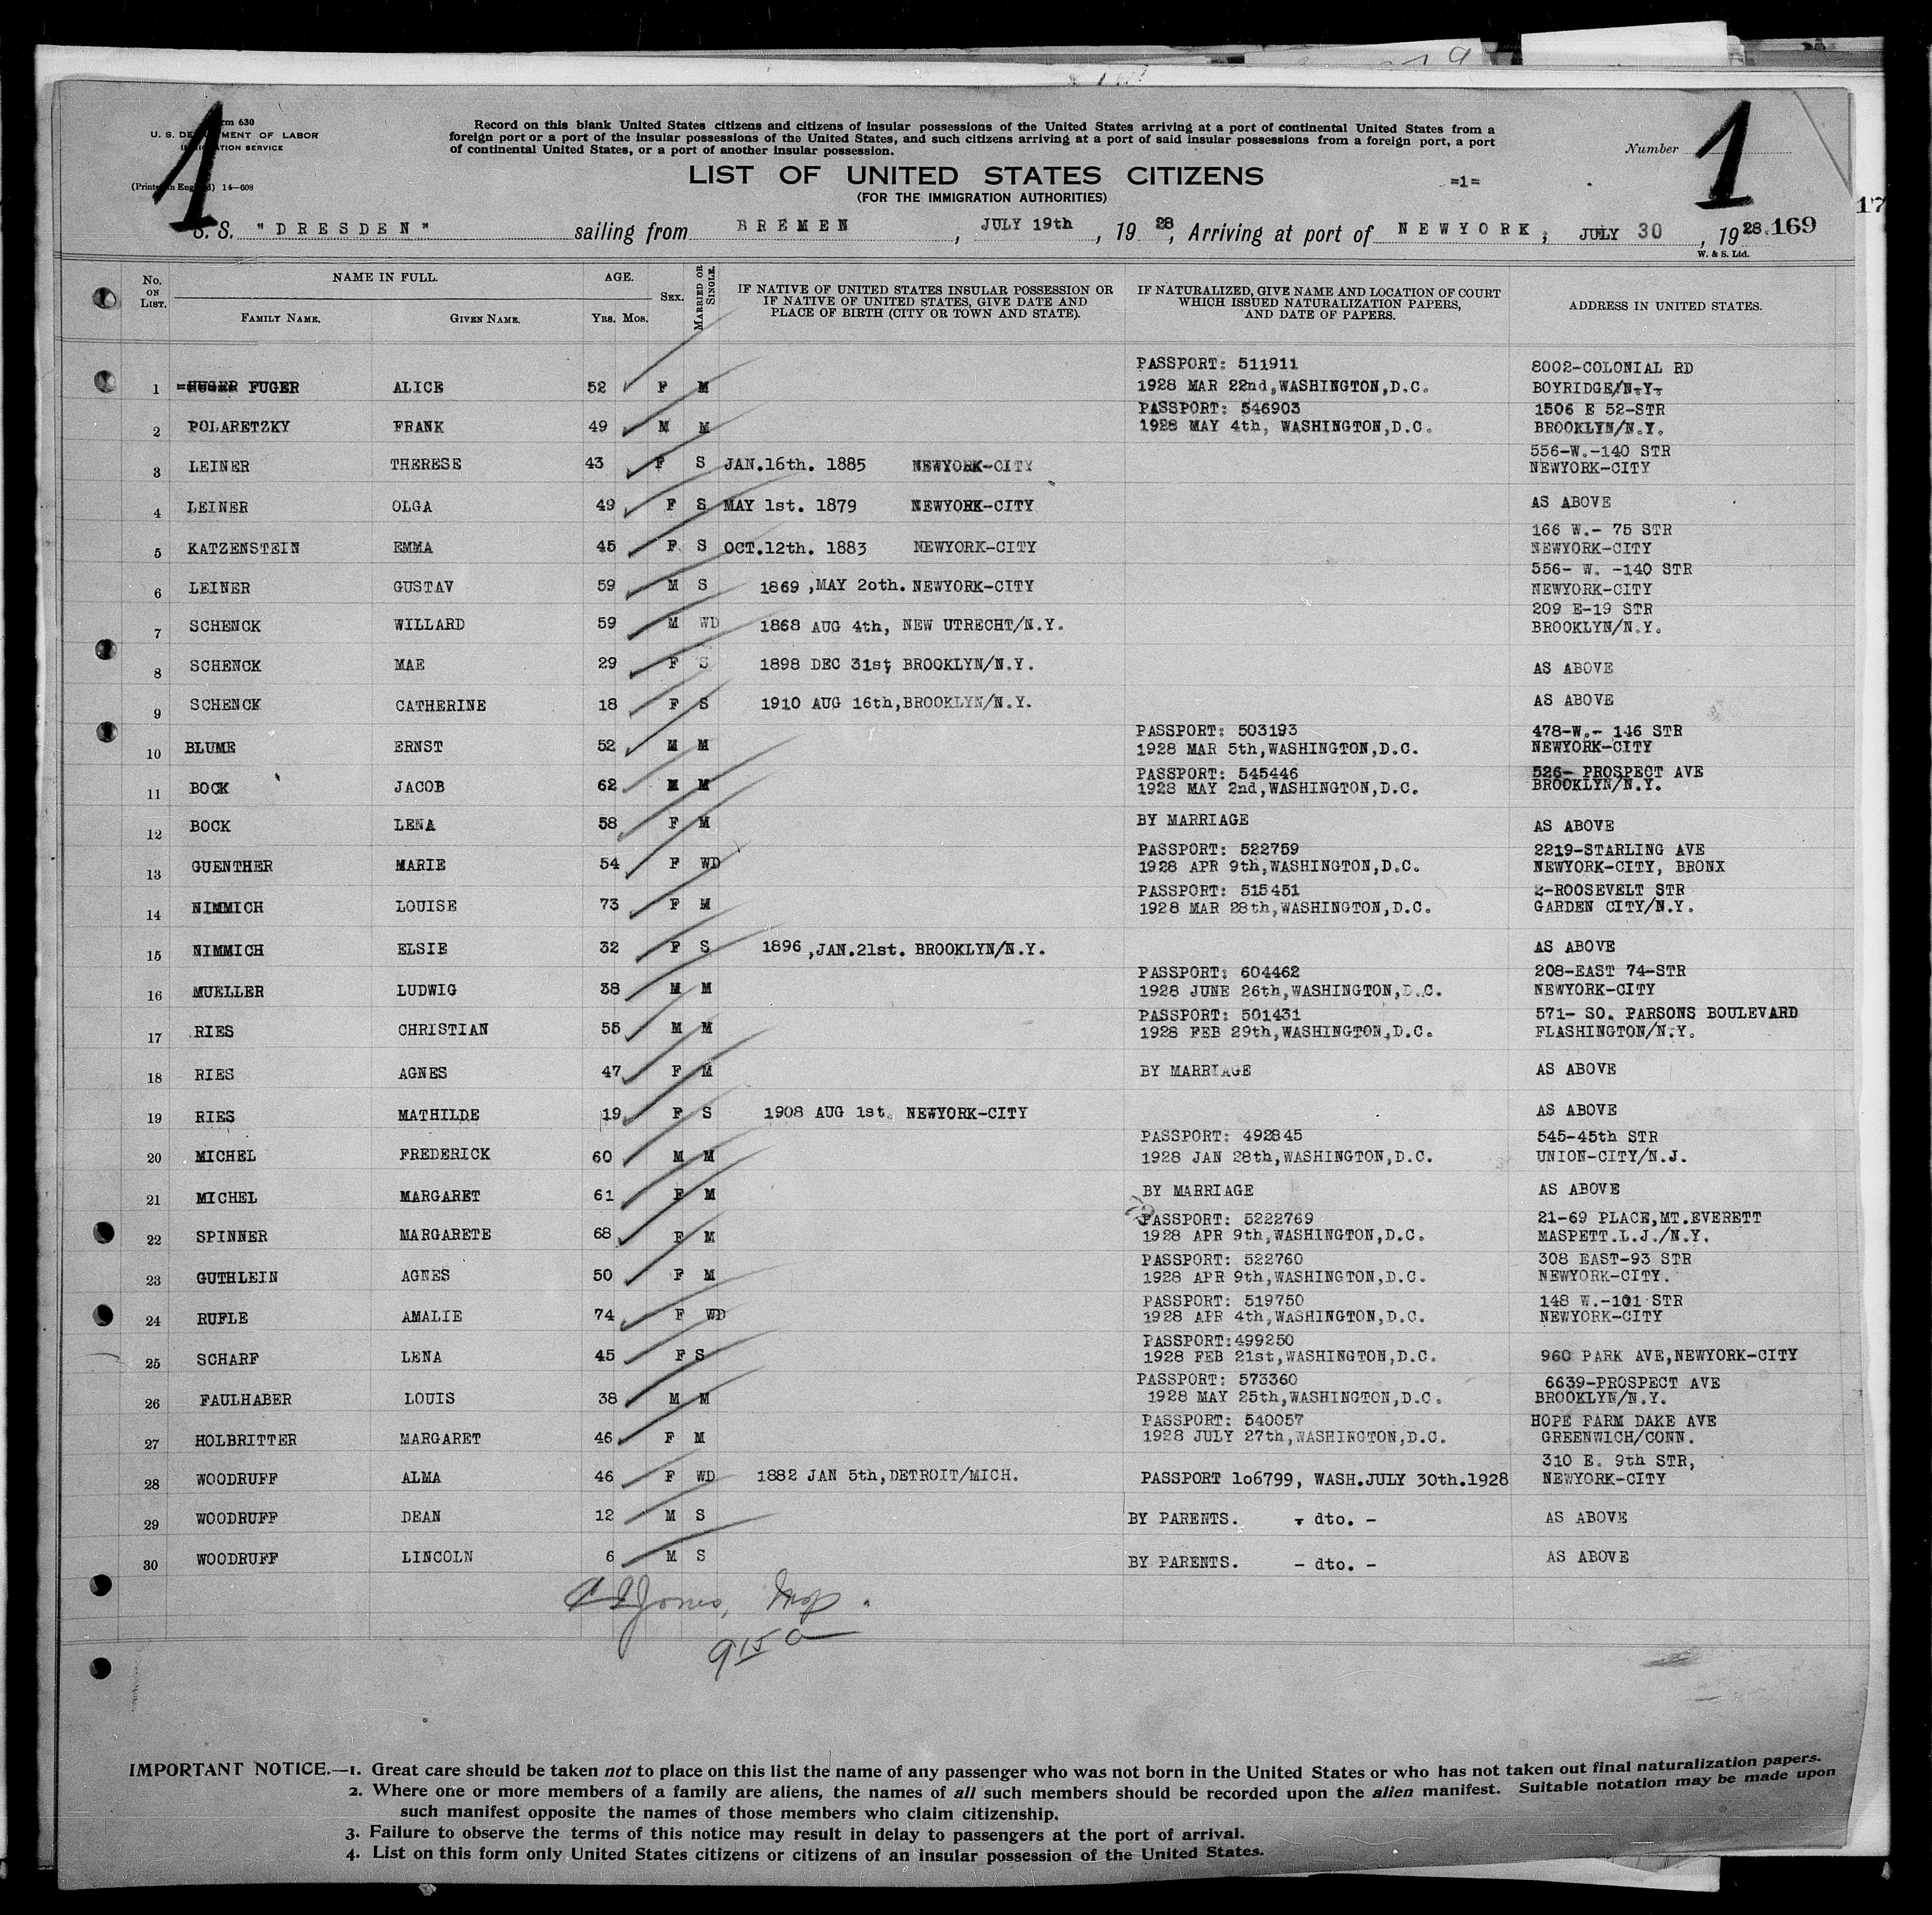 1
1
Form 630
U. S. DEPARTMENT OF LABOR
IMMIGRATION SERVICE
(Printed in England) 14—608
Record on this blank United States citizens and citizens of insular possessions of the United States arriving at a port of continental United States from a
foreign port or a port of the insular possessions of the United States, and such citizens arriving at a port of said insular possessions from a foreign port, a port
of continental United States, or a port of another insular possession.
Number
LIST OF UNITED STATES CITIZENS
=1=
(FOR THE IMMIGRATION AUTHORITIES)
S. S. "DRESDEN" sailing from BREMEN, JULY 19th, 1928, Arriving at port of NEWYORK, JULY 30, 1928. 169
17
W. & S. Ltd.
No. ON LIST. NAME IN FULL. FAMILY NAME. GIVEN NAME. AGE. YRS. MOS. SEX. MARRIED OR SINGLE. IF NATIVE OF UNITED STATES INSULAR POSSESSION OR IF NATIVE OF UNITED STATES, GIVE DATE AND PLACE OF BIRTH (CITY OR TOWN AND STATE). IF NATURALIZED, GIVE NAME AND LOCATION OF COURT WHICH ISSUED NATURALIZATION PAPERS, AND DATE OF PAPERS. ADDRESS IN UNITED STATES.
PASSPORT: 511911 8002-COLONIAL RD
1 HUGER FUGER ALICE 52 F M 1928 MAR 22nd,WASHINGTON,D.C. BOYRIDGE/N.Y.
PASSPORT: 546903 1506 E 52-STR
2 POLARETZKY FRANK 49 M M 1928 MAY 4th, WASHINGTON,D.C. BROOKLYN/N.Y.
556-W.-140 STR
3 LEINER THERESE 43 F S JAN.16th. 1885 NEWYORK-CITY NEWYORK-CITY
4 LEINER OLGA 49 F S MAY 1st. 1879 NEWYORK-CITY AS ABOVE
166 W.- 75 STR
5 KATZENSTEIN EMMA 45 F S OCT.12th. 1883 NEWYORK-CITY NEWYORK-CITY
556- W. -140 STR
6 LEINER GUSTAV 59 M S 1869 ,MAY 2oth. NEWYORK-CITY NEWYORK-CITY
209 E-19 STR
7 SCHENCK WILLARD 59 M WD 1868 AUG 4th, NEW UTRECHT/N.Y. BROOKLYN/N.Y.
8 SCHENCK MAE 29 F S 1898 DEC 31st, BROOKLYN/N.Y. AS ABOVE
9 SCHENCK CATHERINE 18 F S 1910 AUG 16th,BROOKLYN/N.Y. AS ABOVE
PASSPORT: 503193 478-W.- 146 STR
10 BLUME ERNST 52 M M 1928 MAR 5th,WASHINGTON,D.C. NEWYORK-CITY
PASSPORT: 545446 526- PROSPECT AVE
11 BOCK JACOB 62 M M 1928 MAY 2nd,WASHINGTON,D.C. BROOKLYN/N.Y.
12 BOCK LENA 58 F M BY MARRIAGE AS ABOVE
PASSPORT: 522759 2219-STARLING AVE
13 GUENTHER MARIE 54 F WD 1928 APR 9th,WASHINGTON,D.C. NEWYORK-CITY, BRONX
PASSPORT: 515451 2-ROOSEVELT STR
14 NIMMICH LOUISE 73 F M 1928 MAR 28th,WASHINGTON,D.C. GARDEN CITY/N.Y.
15 NIMMICH ELSIE 32 F S 1896 ,JAN.21st. BROOKLYN/N.Y. AS ABOVE
PASSPORT: 604462 208-EAST 74-STR
16 MUELLER LUDWIG 38 M M 1928 JUNE 26th,WASHINGTON,D.C. NEWYORK-CITY
PASSPORT: 501431 571- SO. PARSONS BOULEVARD
17 RIES CHRISTIAN 55 M M 1928 FEB 29th,WASHINGTON,D.C. FLASHINGTON/N.Y.
18 RIES AGNES 47 F M BY MARRIAGE AS ABOVE
19 RIES MATHILDE 19 F S 1908 AUG 1st, NEWYORK-CITY AS ABOVE
PASSPORT: 492845 545-45th STR
20 MICHEL FREDERICK 60 M M 1928 JAN 28th,WASHINGTON,D.C. UNION-CITY/N.J.
21 MICHEL MARGARET 61 F M BY MARRIAGE AS ABOVE
PASSPORT: 5222769 21-69 PLACE,MT.EVERETT
22 SPINNER MARGARETE 68 F M 1928 APR 9th,WASHINGTON,D.C. MASPETT.L.J./N.Y.
PASSPORT: 522760 308 EAST-93 STR
23 GUTHLEIN AGNES 50 F M 1928 APR 9th,WASHINGTON,D.C. NEWYORK-CITY.
PASSPORT: 519750 148 W.-101 STR
24 RUFLE AMALIE 74 F WD 1928 APR 4th,WASHINGTON,D.C. NEWYORK-CITY
PASSPORT:499250
25 SCHARF LENA 45 F S 1928 FEB 21st,WASHINGTON,D.C. 960 PARK AVE,NEWYORK-CITY
PASSPORT: 573360 6639-PROSPECT AVE
26 FAULHABER LOUIS 38 M M 1928 MAY 25th,WASHINGTON,D.C. BROOKLYN/N.Y.
PASSPORT: 540057 HOPE FARM DAKE AVE
27 HOLBRITTER MARGARET 46 F M 1928 JULY 27th,WASHINGTON,D.C. GREENWICH/CONN.
310 E. 9th STR,
28 WOODRUFF ALMA 46 F WD 1882 JAN 5th,DETROIT/MICH. PASSPORT 1o6799, WASH.JULY 30th.1928 NEWYORK-CITY
29 WOODRUFF DEAN 12 M S BY PARENTS. - dto. - AS ABOVE
30 WOODRUFF LINCOLN 6 M S BY PARENTS. - dto. - AS ABOVE
Jones, Insp.
915 a
IMPORTANT NOTICE.—1. Great care should be taken not to place on this list the name of any passenger who was not born in the United States or who has not taken out final naturalization papers.
2. Where one or more members of a family are aliens, the names of all such members should be recorded upon the alien manifest. Suitable notation may be made upon
such manifest opposite the names of those members who claim citizenship.
3. Failure to observe the terms of this notice may result in delay to passengers at the port of arrival.
4. List on this form only United States citizens or citizens of an insular possession of the United States.